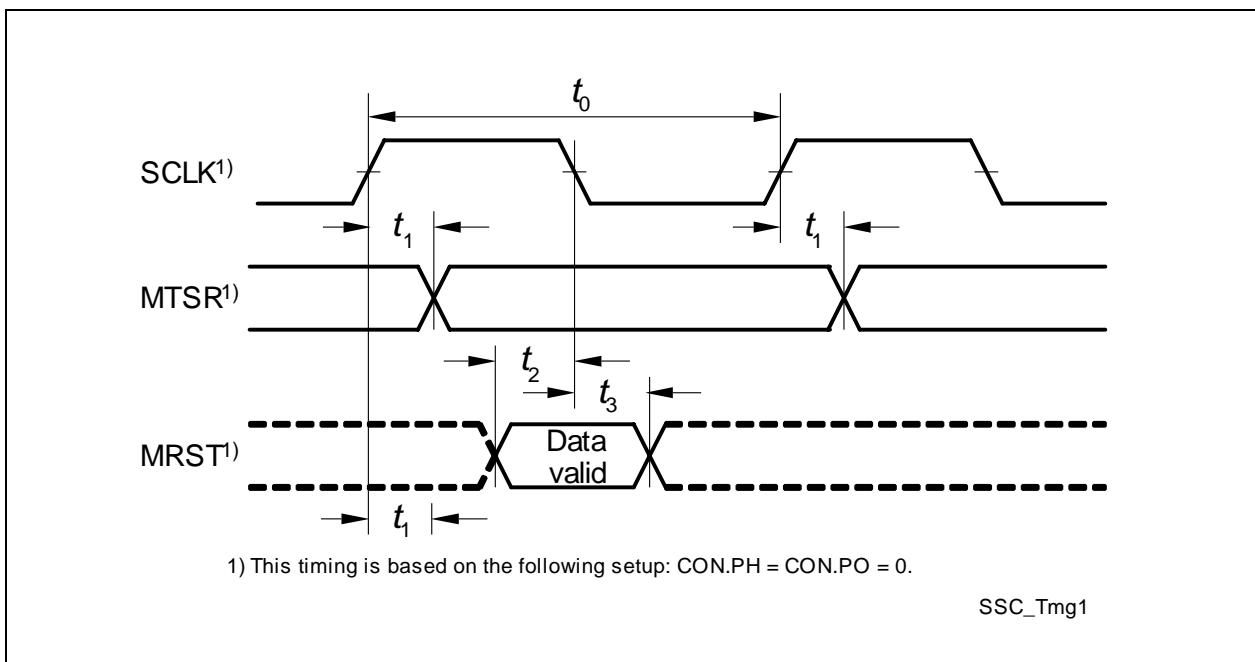 t0
SCLK1)
t1
t1
MTSR1)
t2
t3
MRST1)
Data
valid
t1
1) This timing is based on the following setup: CON.PH = CON.PO = 0.
SSC_Tmg1